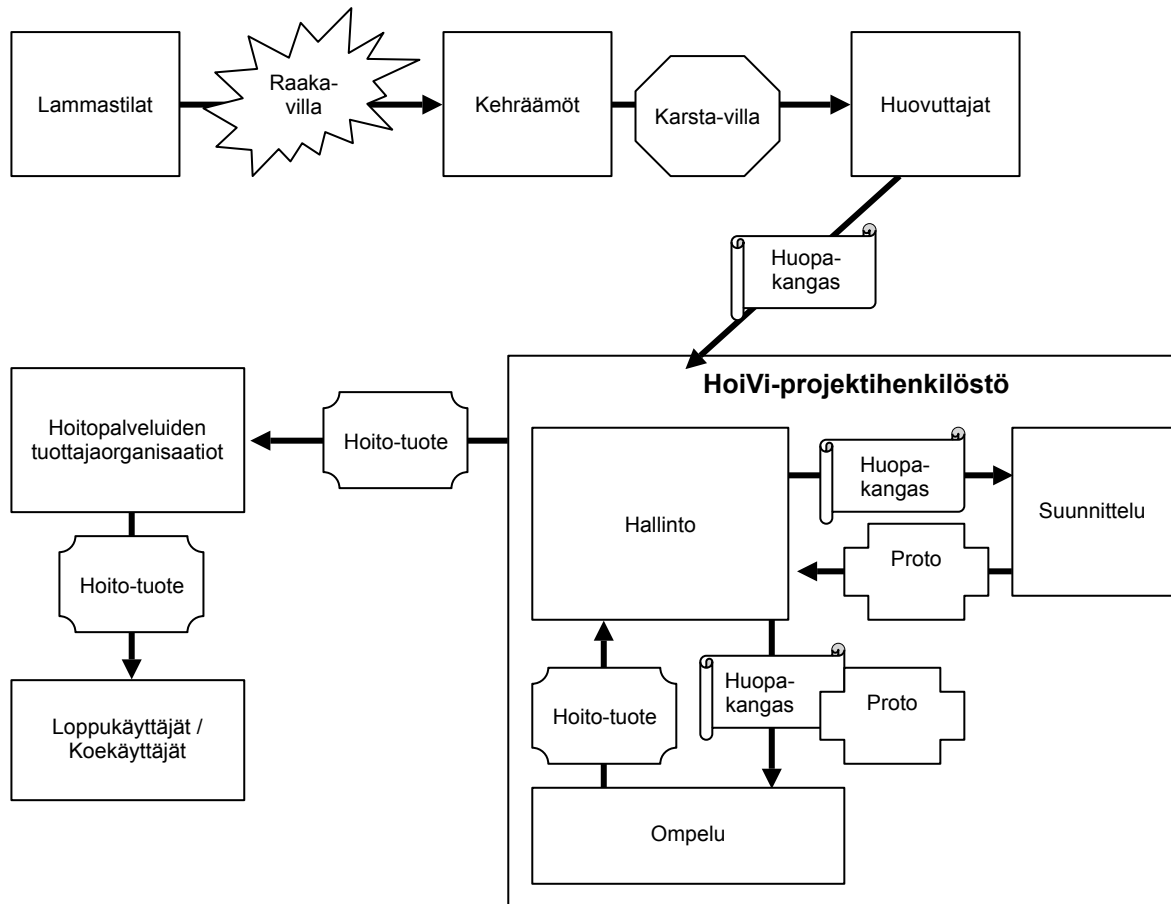 Lammastilat
Raaka-
villa
Kehräämöt
Karsta-villa
Huovuttajat
Huopa-
kangas
HoiVi-projektihenkilöstö
Hoitopalveluiden
tuottajaorganisaatiot
Hoito-tuote
Hallinto
Huopa-
kangas
Suunnittelu
Proto
Hoito-tuote
Loppukäyttäjät /
Koekäyttäjät
Hoito-tuote
Huopa-
kangas
Proto
Ompelu